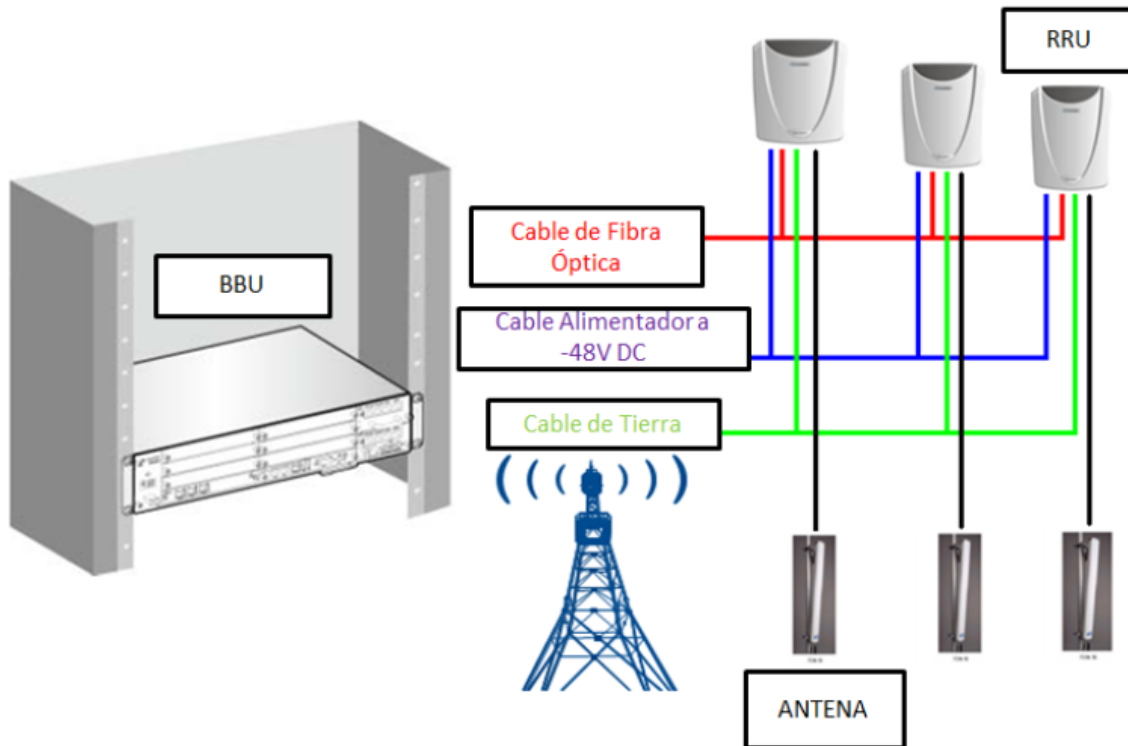 RRU
BBU
Cable de Fibra
Óptica
Cable Alimentador a
-48V DC
Cable de Tierra
ANTENA